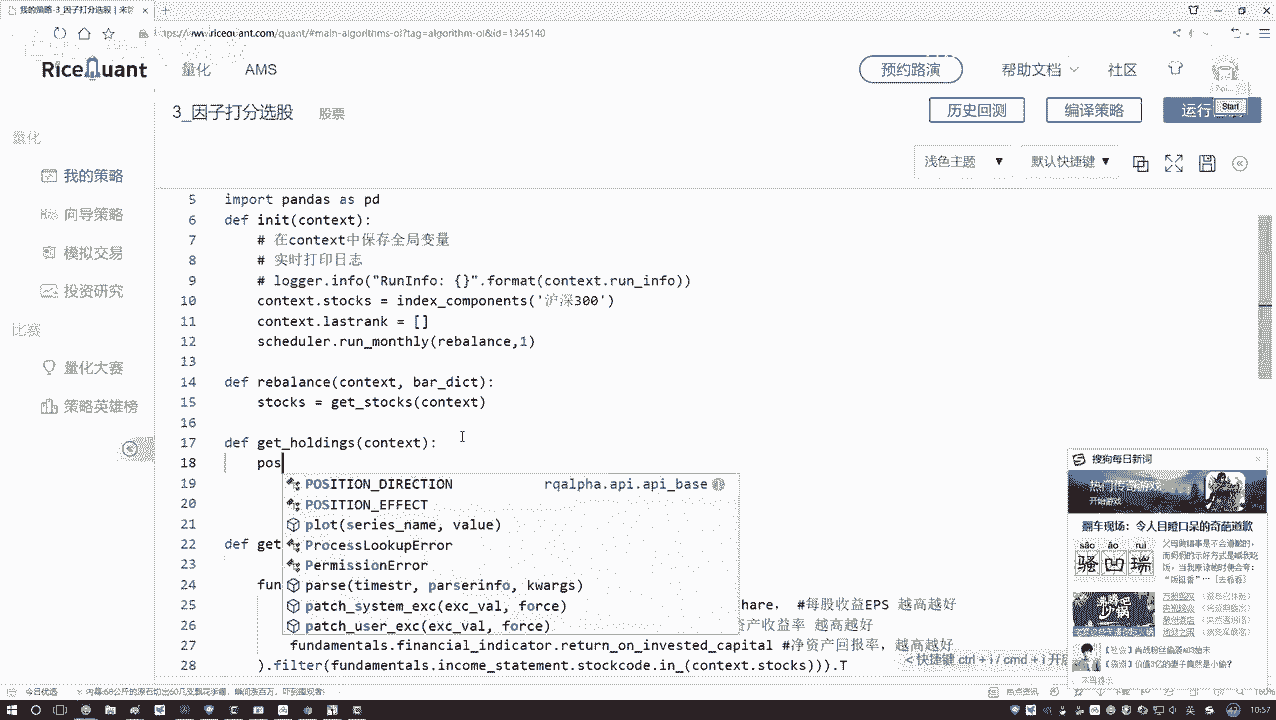 我的策略-3_因子打分选股
www.ricequant.com/quant/#main-algorithms-ol?tag=algorithm-ol&id=1345140
RiceQuant
量化
AMS
预约路演
帮助文档
社区
3_因子打分选股
股票
历史回测
编译策略
运行
Start
量化
我的策略
向导策略
模拟交易
投资研究
比赛
量化大赛
策略英雄榜
浅色主题 ▼
默认快捷键 ▼
5 import pandas as pd
6 def init(context):
7 # 在context中保存全局变量
8 # 实时打印日志
9 # logger.info("RunInfo: {}".format(context.run_info))
10 context.stocks = index_components('沪深300')
11 context.lastrank = []
12 scheduler.run_monthly(rebalance,1)
13
14 def rebalance(context, bar_dict):
15 stocks = get_stocks(context)
16
17 def get_holdings(context):
18 pos
19
20
21
22 def get
23
24 fun
25 hare, #每股收益EPS 越高越好
26 资产收益率 越高越好
27 fundamentals.financial_indicator.return_on_invested_capital #净资产回报率，越高越好
28 ).filter(fundamentals.income_statement.stockcode.in_(context.stocks))).T
POSITION_DIRECTION rqalpha.api.api_base
POSITION_EFFECT
plot(series_name, value)
ProcessLookupError
PermissionError
parse(timestr, parserinfo, kwargs)
patch_system_exc(exc_val, force)
patch_user_exc(exc_val, force)
<快捷键 ctrl + i / cmd + i 开
搜狗每日新词
热门传奇游戏
开始游戏
翻车现场：令人目瞪口呆的奇葩道歉
sāo āo ruì
骚 凹 瑞
今日优选
英
10:57